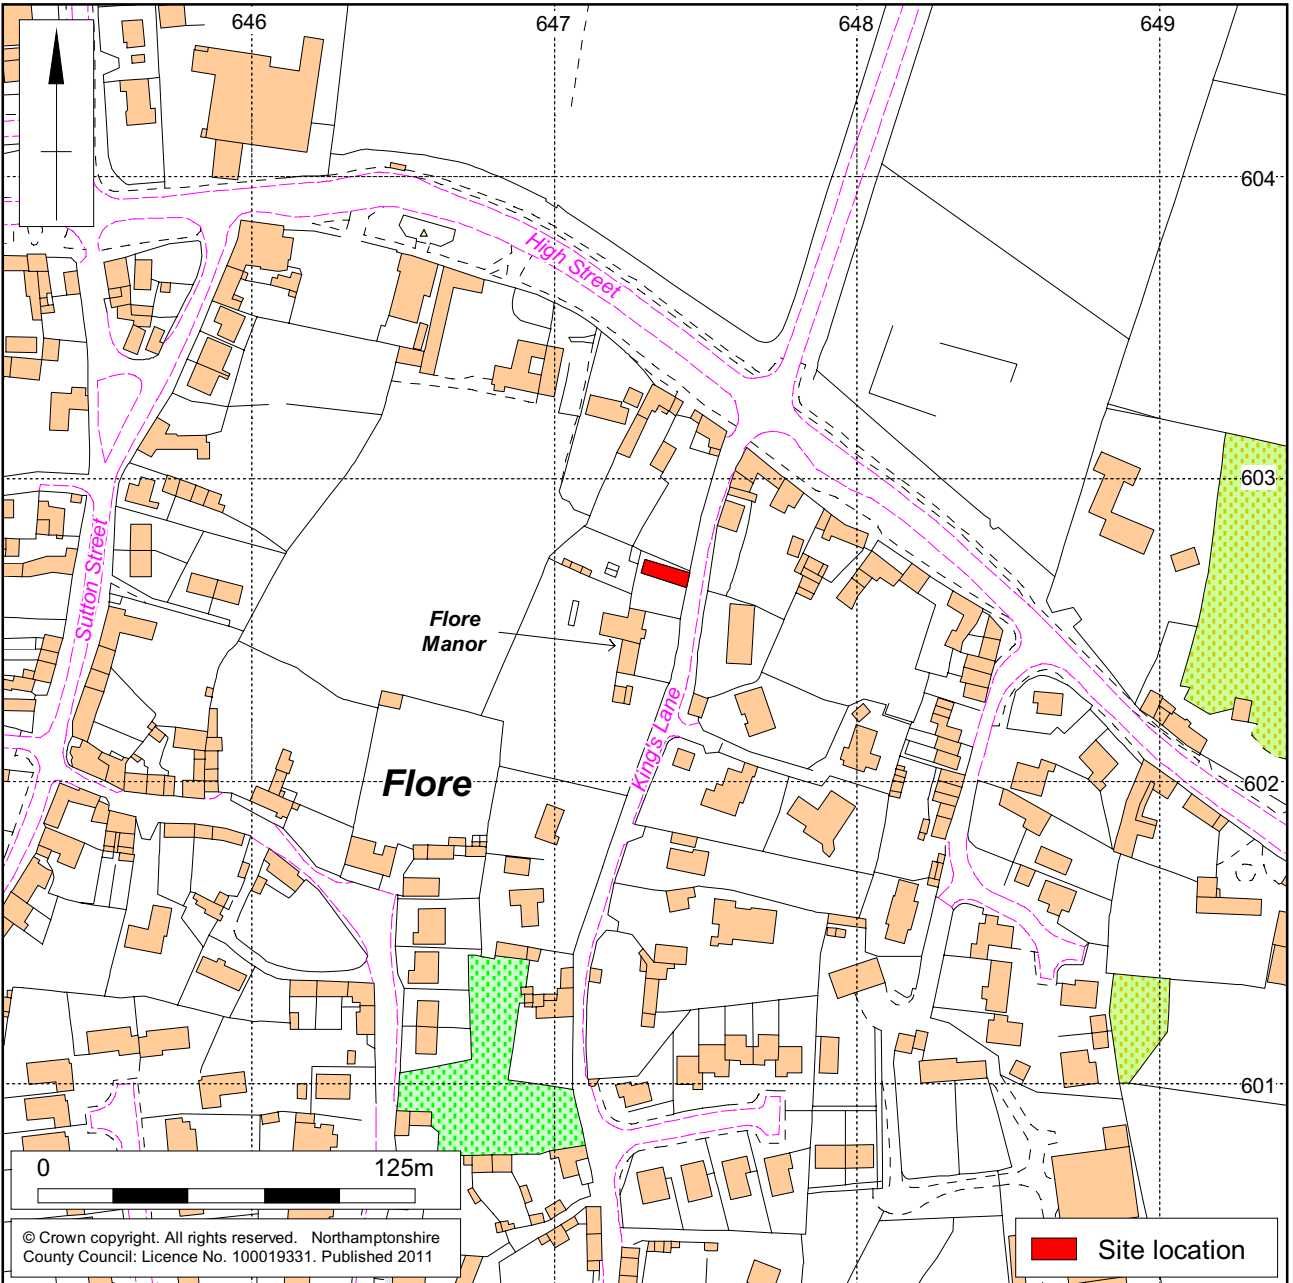 646
647
648
649
604
High Street
603
Sutton Street
Flore
Manor
King's Lane
Flore
602
601
0 125m
© Crown copyright. All rights reserved. Northamptonshire
County Council: Licence No. 100019331. Published 2011
Site location